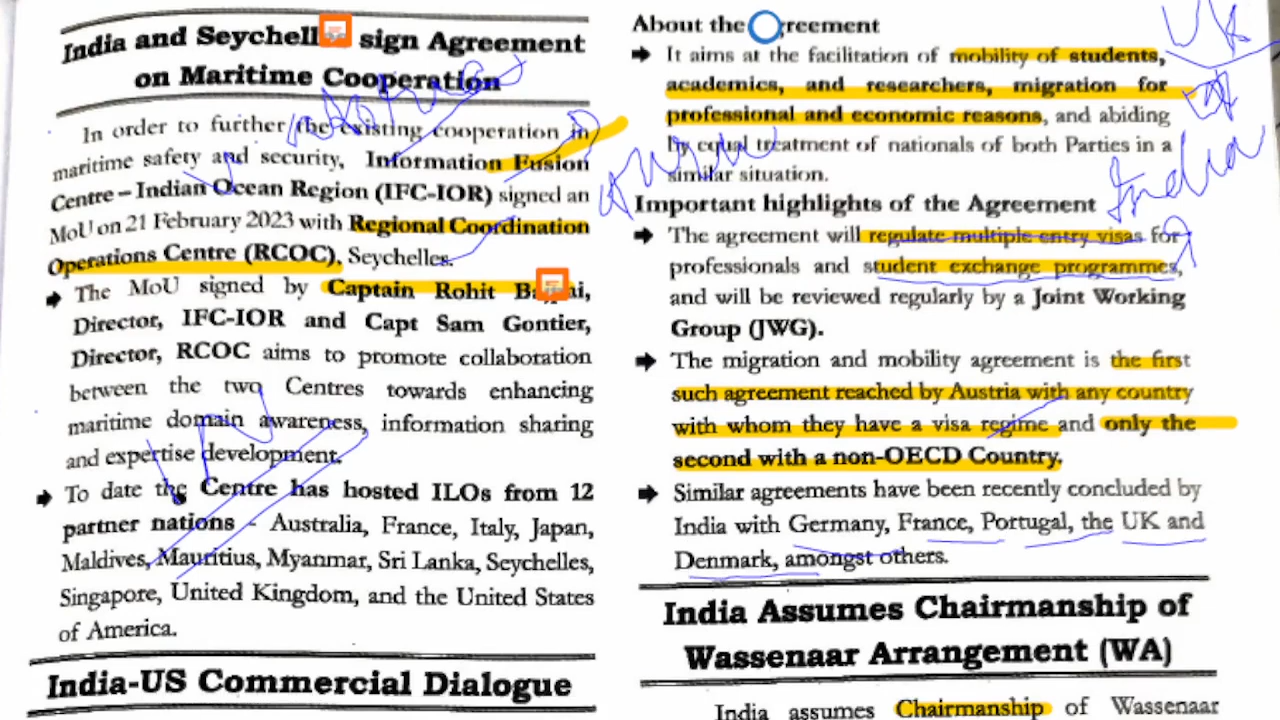 India and Seychell sign Agreement
on Maritime Cooperation
In order to further the existing cooperation in
maritime safety and security, Information Fusion
Centre – Indian Ocean Region (IFC-IOR) signed an
MoU on 21 February 2023 with Regional Coordination
Operations Centre (RCOC), Seychelles.
The MoU signed by Captain Rohit
Director, IFC-IOR and Capt Sam Gontier,
Director, RCOC aims to promote collaboration
between the two Centres towards enhancing
maritime domain awareness, information sharing
and expertise development.
To date the Centre has hosted ILOs from 12
partner nations - Australia, France, Italy, Japan,
Maldives, Mauritius, Myanmar, Sri Lanka, Seychelles,
Singapore, United Kingdom, and the United States
of America.
India-US Commercial Dialogue
About the greement
It aims at the facilitation of mobility of students,
academics, and researchers, migration for
professional and economic reasons, and abiding
by equal treatment of nationals of both Parties in a
similar situation.
Important highlights of the Agreement
The agreement will regulate multiple entry visas for
professionals and student exchange programmes,
and will be reviewed regularly by a Joint Working
Group (JWG).
The migration and mobility agreement is the first
such agreement reached by Austria with any country
with whom they have a visa regime and only the
second with a non-OECD Country.
Similar agreements have been recently concluded by
India with Germany, France, Portugal, the UK and
Denmark, amongst others.
India Assumes Chairmanship of
Wassenaar Arrangement (WA)
India assumes Chairmanship of Wassenaar
UK
India